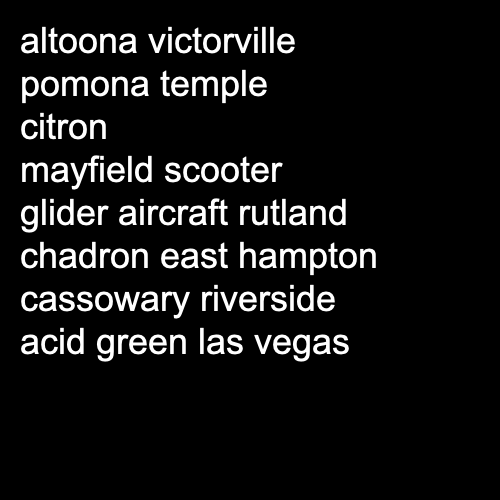 altoona victorville
pomona temple
citron
mayfield scooter
glider aircraft rutland
chadron east hampton
cassowary riverside
acid green las vegas